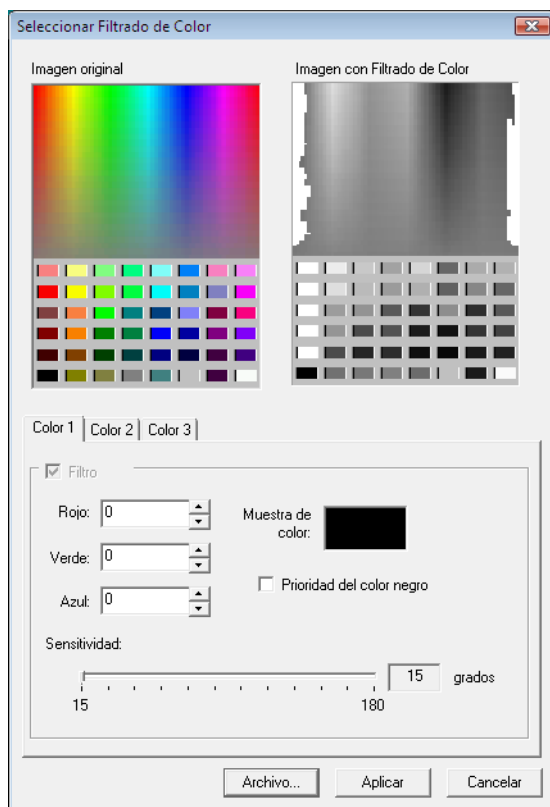 Seleccionar Filtrado de Color
Imagen original
Imagen con Filtrado de Color
Color 1
Color 2
Color 3
Filtro
Rojo: 0
Verde: 0
Azul: 0
Muestra de
color:
Prioridad del color negro
Sensitividad:
15 grados
15 180
Archivo... Aplicar Cancelar